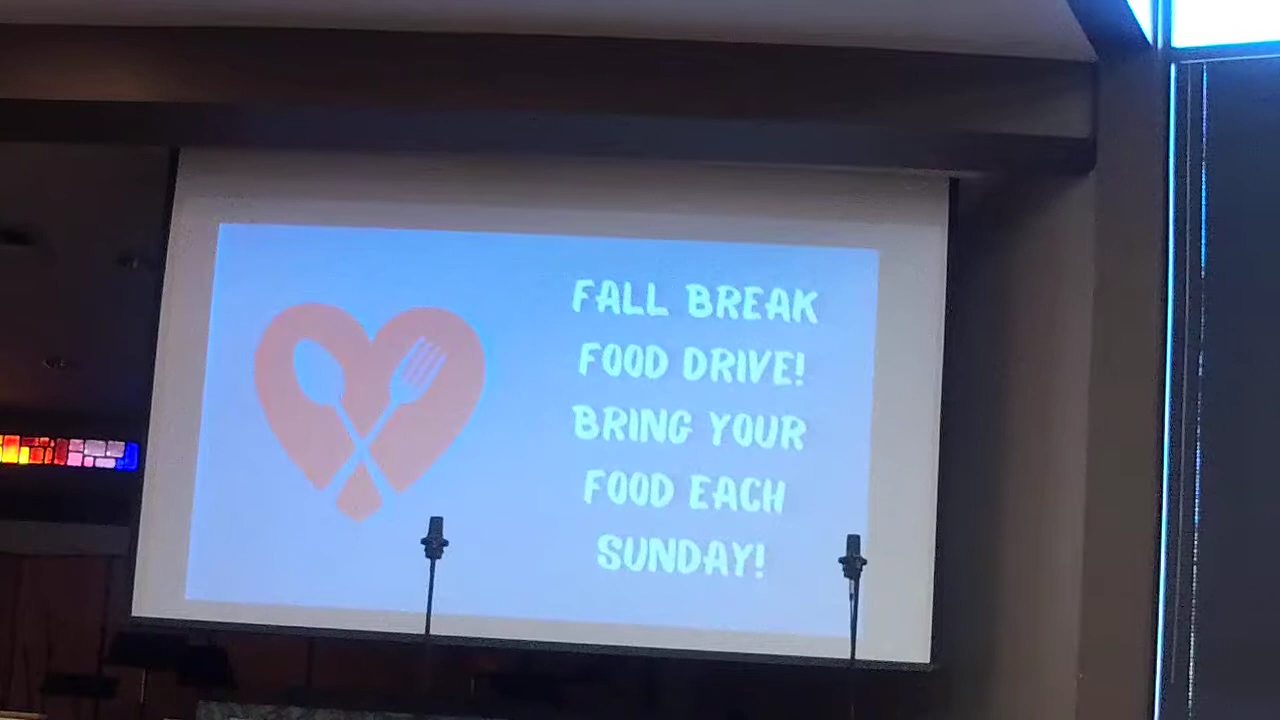 FALL BREAK
FOOD DRIVE!
BRING YOUR
FOOD EACH
SUNDAY!